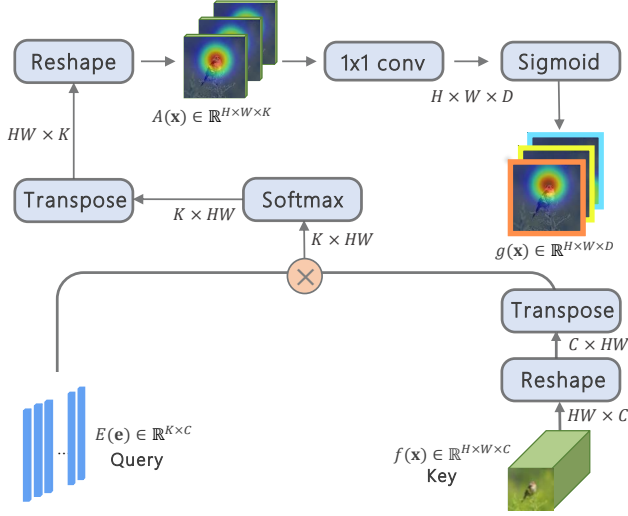 Reshape
1x1 conv
Sigmoid
A(𝐱) ∈ ℝ^{H×W×K}
H × W × D
HW × K
Transpose
K × HW
Softmax
K × HW
g(𝐱) ∈ ℝ^{H×W×D}
Transpose
C × HW
Reshape
HW × C
E(𝐞) ∈ ℝ^{K×C}
Query
...
f(𝐱) ∈ ℝ^{H×W×C}
Key